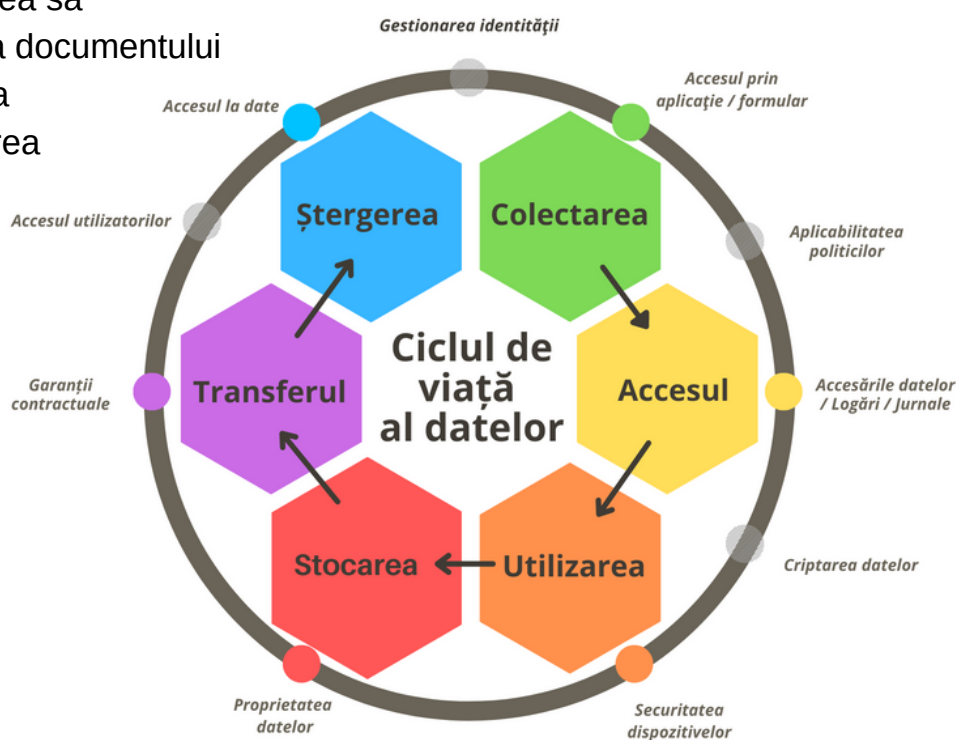 să
documentului
Gestionarea identității
Accesul prin
aplicație / formular
Accesul la date
Accesul utilizatorilor
Aplicabilitatea
politicilor
Ștergerea
Colectarea
Ciclul de
viață
al datelor
Transferul
Accesul
Garanții
contractuale
Accesările datelor
/ Logări / Jurnale
Stocarea
Utilizarea
Criptarea datelor
Proprietatea
datelor
Securitatea
dispozitivelor